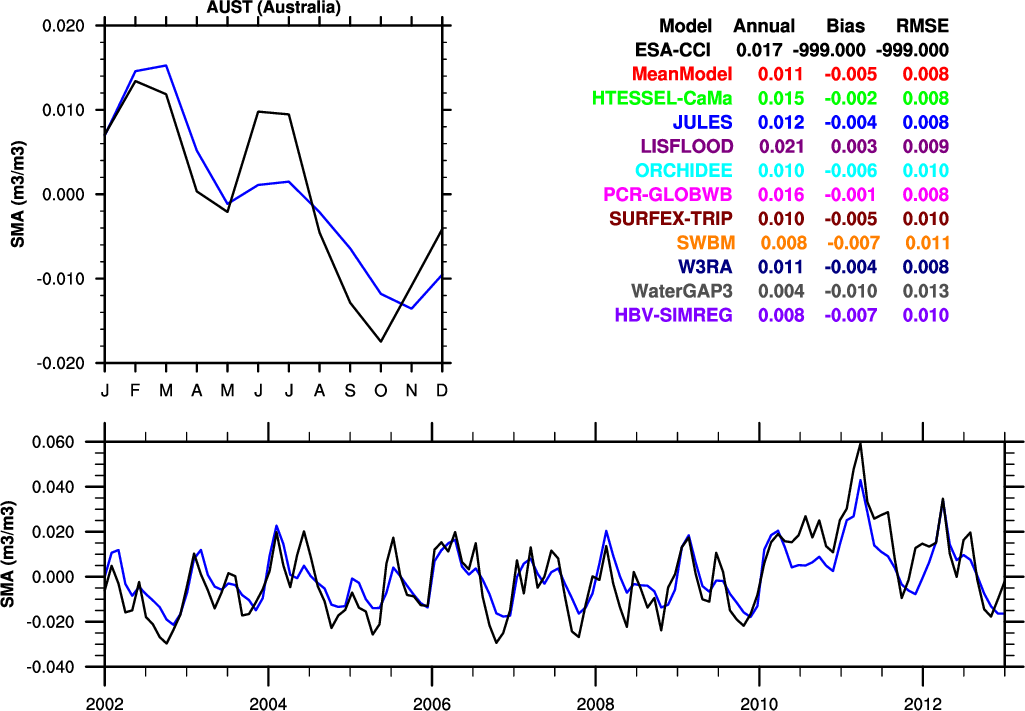 AUST (Australia)
0.020
0.010
0.000
-0.010
-0.020
SMA (m3/m3)
J F M A M J J A S O N D
Model Annual Bias RMSE
ESA-CCI 0.017 -999.000 -999.000
MeanModel 0.011 -0.005 0.008
HTESSEL-CaMa 0.015 -0.002 0.008
JULES 0.012 -0.004 0.008
LISFLOOD 0.021 0.003 0.009
ORCHIDEE 0.010 -0.006 0.010
PCR-GLOBWB 0.016 -0.001 0.008
SURFEX-TRIP 0.010 -0.005 0.010
SWBM 0.008 -0.007 0.011
W3RA 0.011 -0.004 0.008
WaterGAP3 0.004 -0.010 0.013
HBV-SIMREG 0.008 -0.007 0.010
0.060
0.040
0.020
0.000
-0.020
-0.040
SMA (m3/m3)
2002 2004 2006 2008 2010 2012